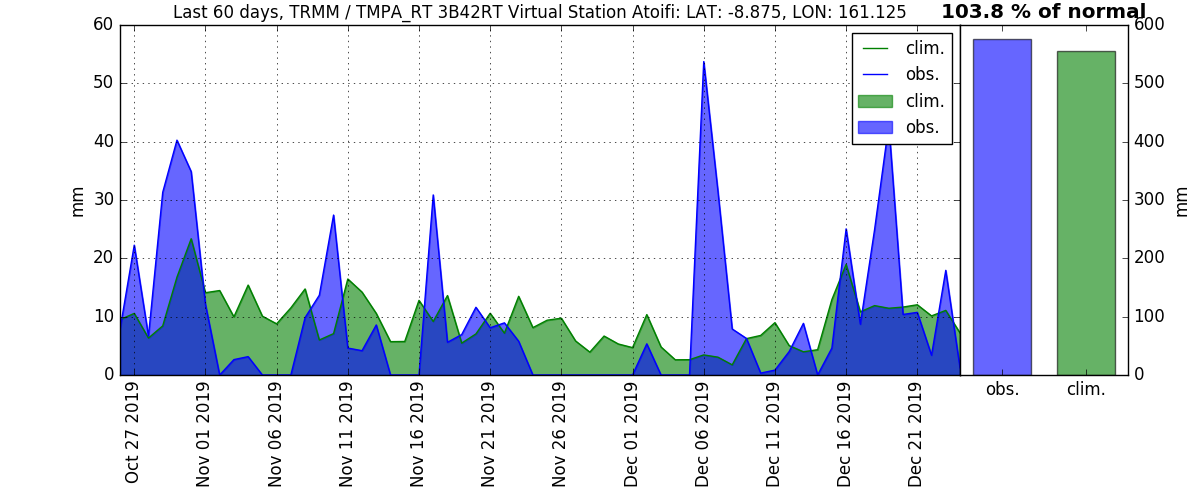 Last 60 days, TRMM / TMPA_RT 3B42RT Virtual Station Atoifi: LAT: -8.875, LON: 161.125
103.8 % of normal
60
50
40
30
20
10
0
mm
clim.
obs.
clim.
obs.
600
500
400
300
200
100
0
mm
Oct 27 2019
Nov 01 2019
Nov 06 2019
Nov 11 2019
Nov 16 2019
Nov 21 2019
Nov 26 2019
Dec 01 2019
Dec 06 2019
Dec 11 2019
Dec 16 2019
Dec 21 2019
obs.
clim.